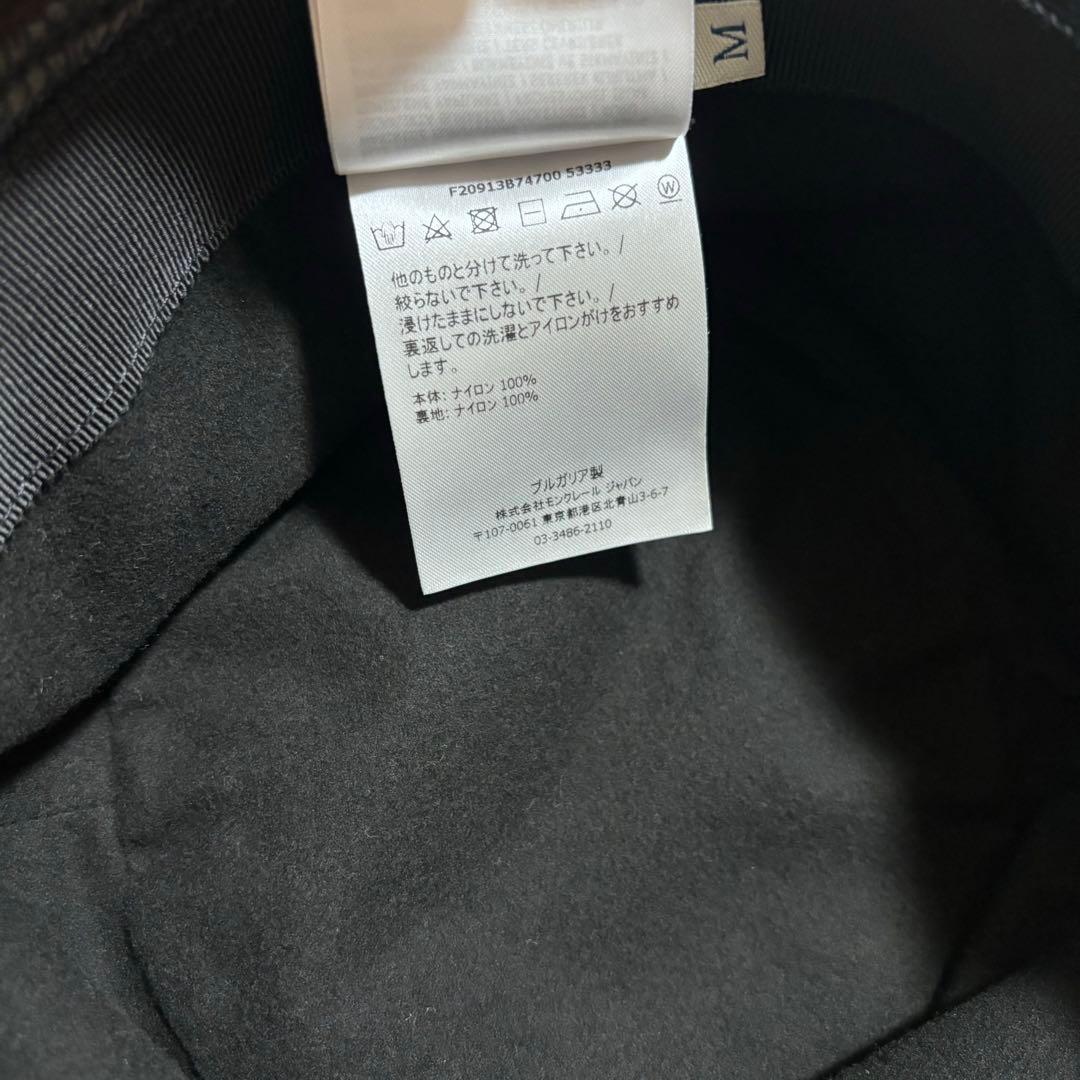 M
F20913B74700 53333
W
他のものと分けて洗って下さい。/
絞らないで下さい。/
浸けたままにしないで下さい。/
裏返しての洗濯とアイロンがけをおすすめ
します。
本体: ナイロン 100%
裏地: ナイロン 100%
ブルガリア製
株式会社モンクレール ジャパン
〒107-0061 東京都港区北青山3-6-7
03-3486-2110